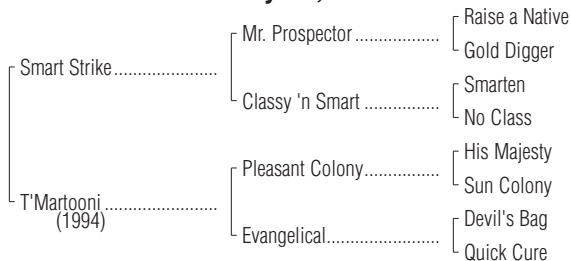 Raise a Native
Mr. Prospector
Gold Digger
Smart Strike
Smarten
Classy 'n Smart
No Class
His Majesty
Pleasant Colony
Sun Colony
T'Martooni
(1994)
Devil's Bag
Evangelical
Quick Cure